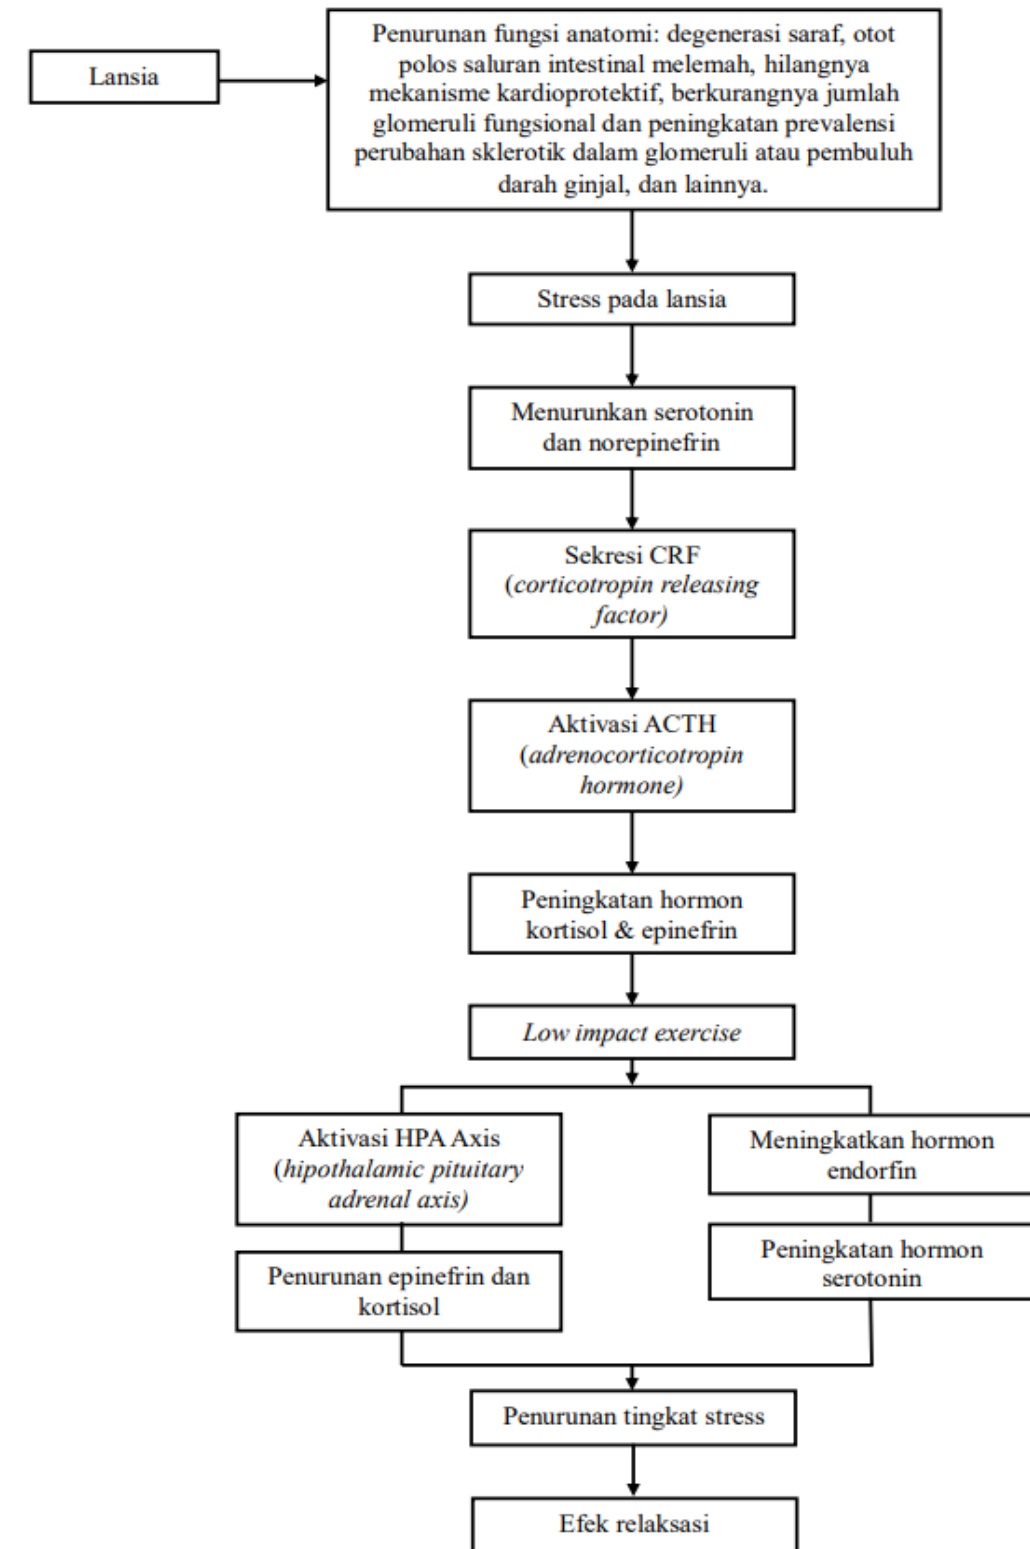 Lansia
Penurunan fungsi anatomi: degenerasi saraf, otot
polos saluran intestinal melemah, hilangnya
mekanisme kardioprotektif, berkurangnya jumlah
glomeruli fungsional dan peningkatan prevalensi
perubahan sklerotik dalam glomeruli atau pembuluh
darah ginjal, dan lainnya.
Stress pada lansia
Menurunkan serotonin
dan norepinefrin
Sekresi CRF
(corticotropin releasing
factor)
Aktivasi ACTH
(adrenocorticotropin
hormone)
Peningkatan hormon
kortisol & epinefrin
Low impact exercise
Aktivasi HPA Axis
(hipothalamic pituitary
adrenal axis)
Penurunan epinefrin dan
kortisol
Meningkatkan hormon
endorfin
Peningkatan hormon
serotonin
Penurunan tingkat stress
Efek relaksasi